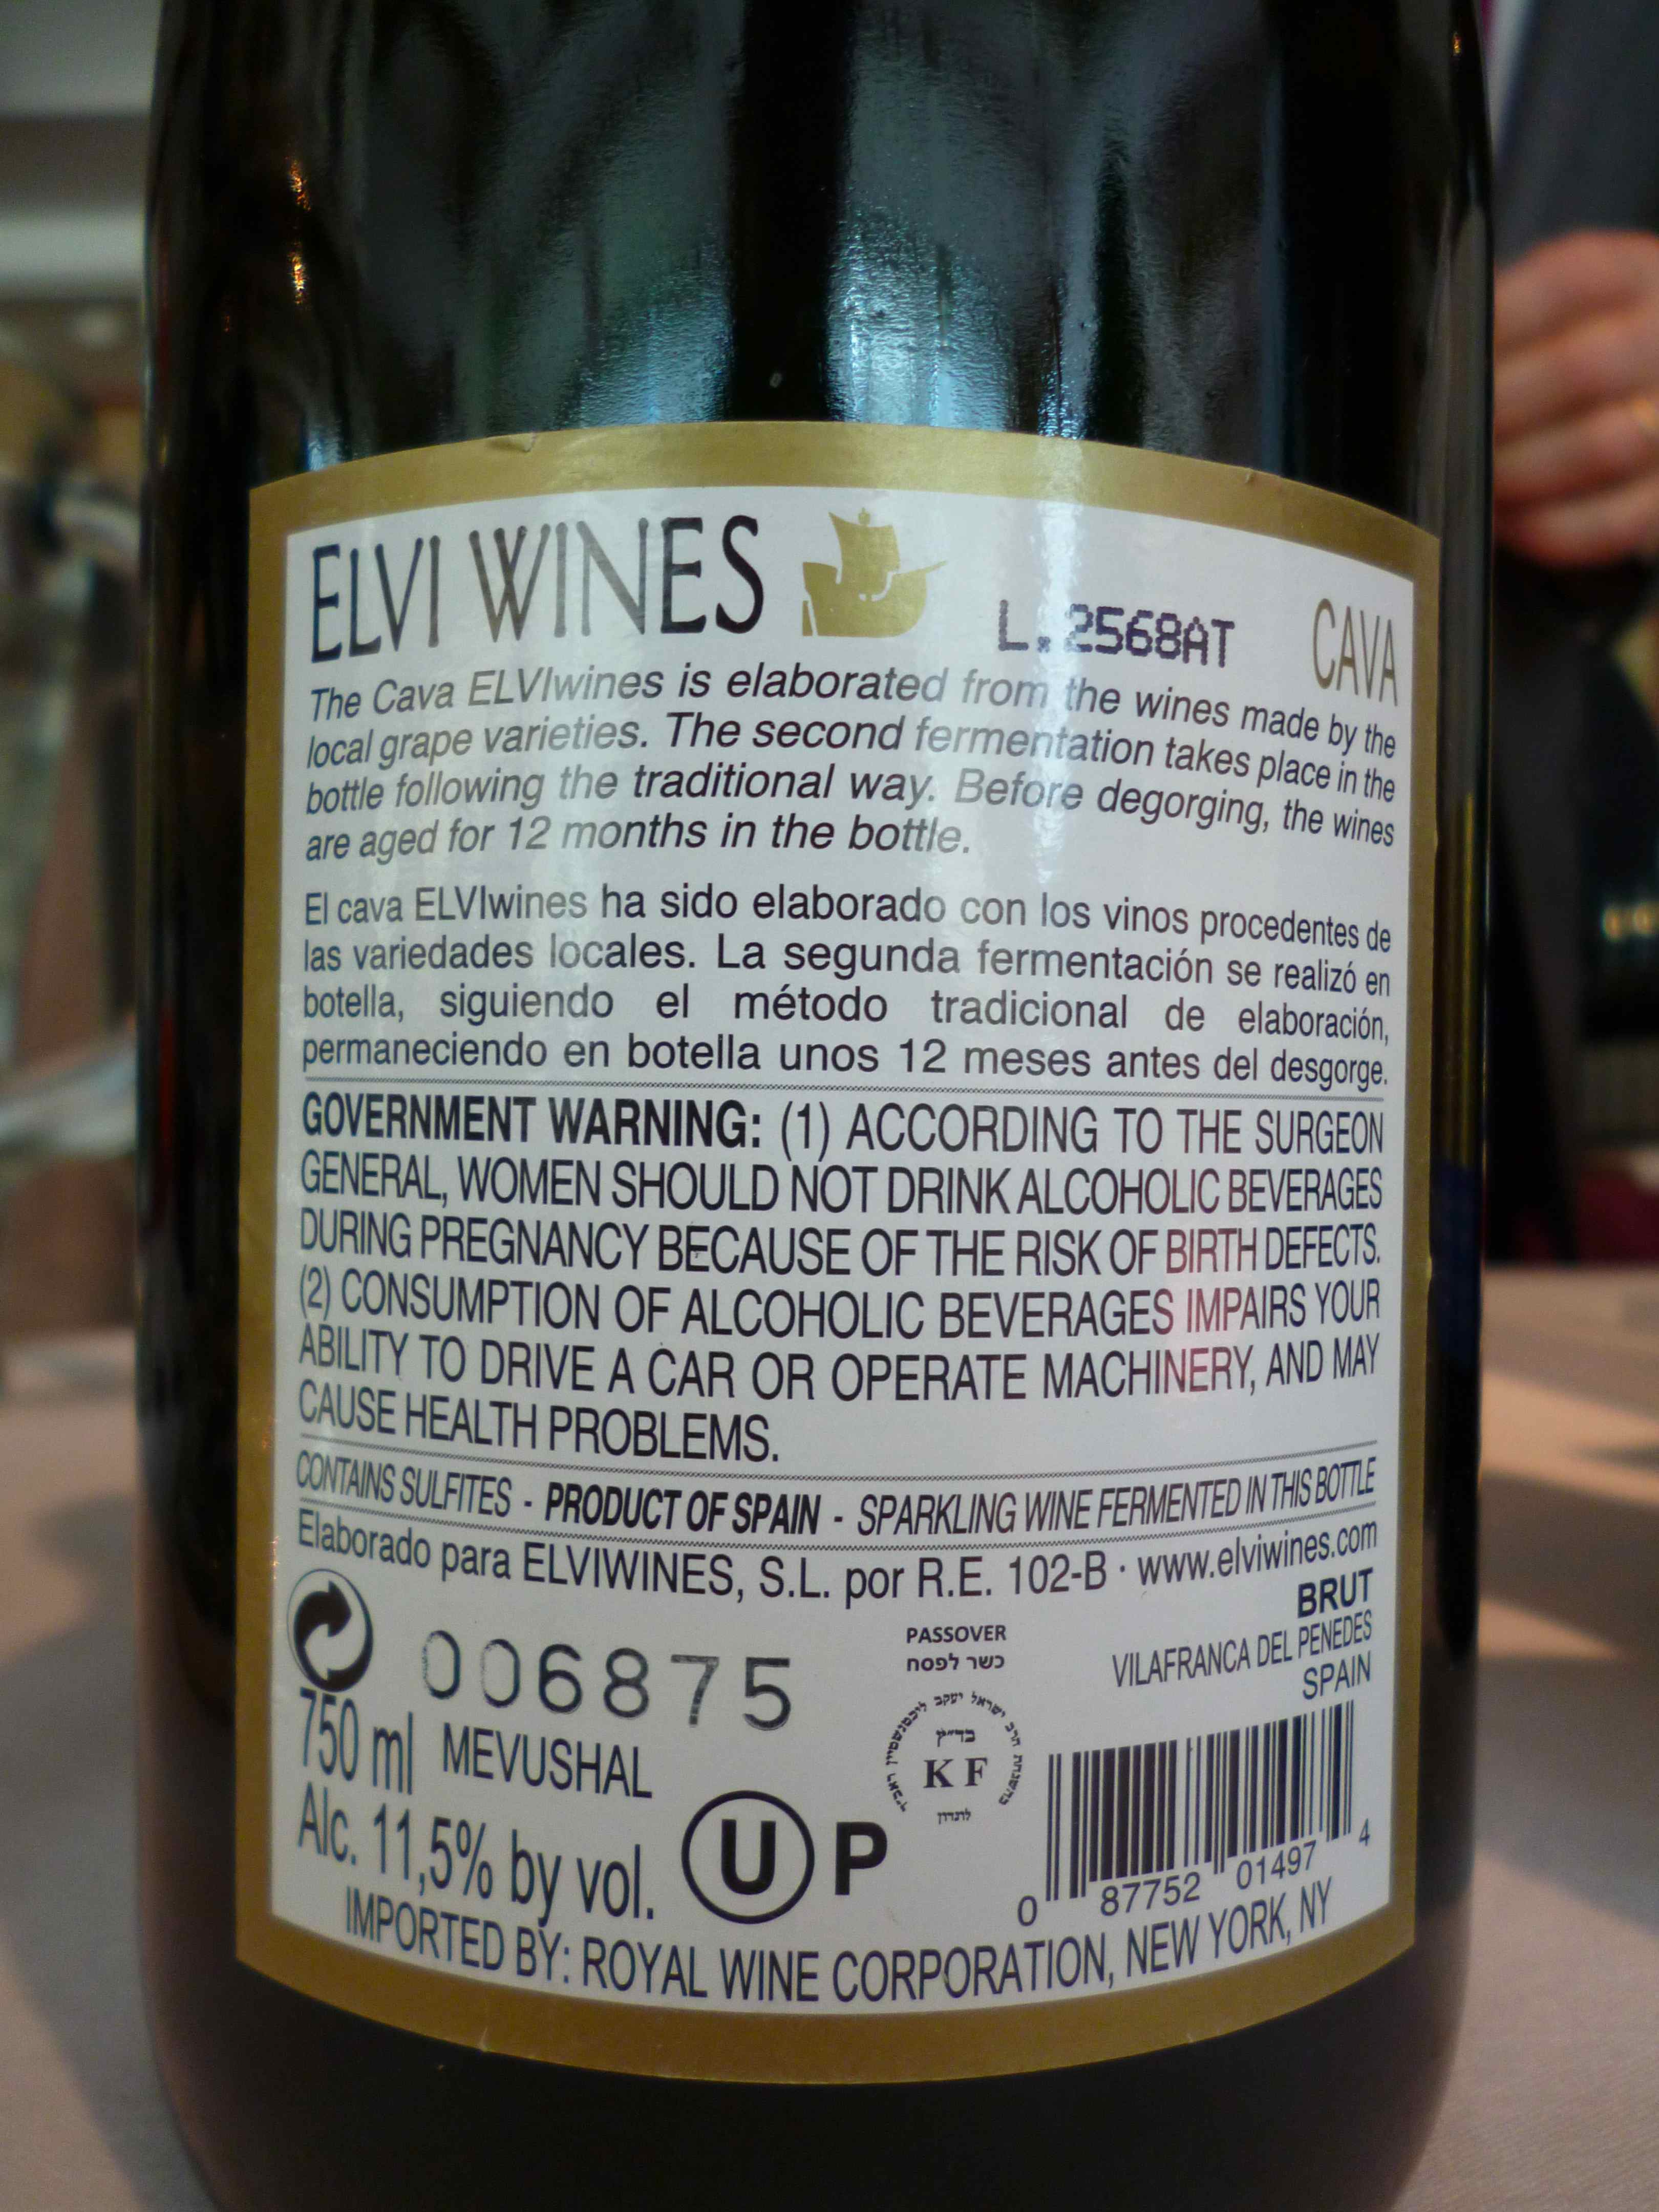 ELVI WINES
L.2568AT
CAVA
The Cava ELVIwines is elaborated from the wines made by the
local grape varieties. The second fermentation takes place in the
bottle following the traditional way. Before degorging, the wines
are aged for 12 months in the bottle.
El cava ELVIwines ha sido elaborado con los vinos procedentes de
las variedades locales. La segunda fermentación se realizó en
botella, siguiendo el método tradicional de elaboración,
permaneciendo en botella unos 12 meses antes del desgorge.
GOVERNMENT WARNING: (1) ACCORDING TO THE SURGEON
GENERAL, WOMEN SHOULD NOT DRINK ALCOHOLIC BEVERAGES
DURING PREGNANCY BECAUSE OF THE RISK OF BIRTH DEFECTS.
(2) CONSUMPTION OF ALCOHOLIC BEVERAGES IMPAIRS YOUR
ABILITY TO DRIVE A CAR OR OPERATE MACHINERY, AND MAY
CAUSE HEALTH PROBLEMS.
CONTAINS SULFITES - PRODUCT OF SPAIN - SPARKLING WINE FERMENTED IN THIS BOTTLE
Elaborado para ELVIWINES, S.L. por R.E. 102-B · www.elviwines.com
BRUT
VILAFRANCA DEL PENEDES
SPAIN
006875
PASSOVER
כשר לפסח
בהשגחת הרב ישראל יעקב ליכטנשטיין ראב״ד
בד״ץ
KF
לונדון
750 ml MEVUSHAL
Alc. 11,5% by vol.
U P
0 87752 01497 4
IMPORTED BY: ROYAL WINE CORPORATION, NEW YORK, NY